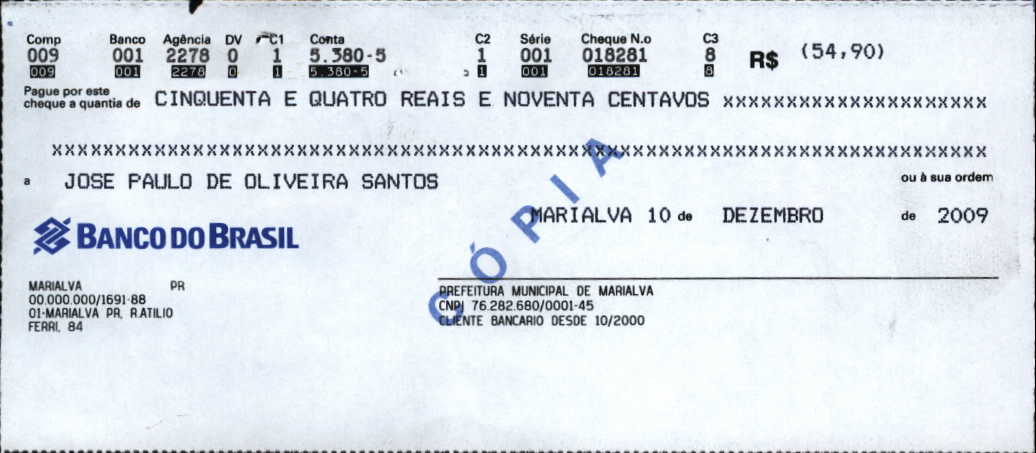 Comp Banco Agência DV C1 Conta C2 Série Cheque N.o C3
009 001 2278 0 1 5.380-5 1 001 018281 8 R$ (54,90)
009 001 2278 0 1 5.380-5 1 001 018281 8
Pague por este
cheque a quantia de CINQUENTA E QUATRO REAIS E NOVENTA CENTAVOS xxxxxxxxxxxxxxxxxxxxx
xxxxxxxxxxxxxxxxxxxxxxxxxxxxxxxxxxxxxxxxxxxxxxxxxxxxxxxxxxxxxxxxxxxxxxxxx
a JOSE PAULO DE OLIVEIRA SANTOS ou à sua ordem
MARIALVA 10 de DEZEMBRO de 2009
BANCO DO BRASIL
CÓPIA
MARIALVA PR
00.000.000/1691-88
01-MARIALVA PR, R.ATILIO
FERRI, 84
PREFEITURA MUNICIPAL DE MARIALVA
CNPJ 76.282.680/0001-45
CLIENTE BANCARIO DESDE 10/2000